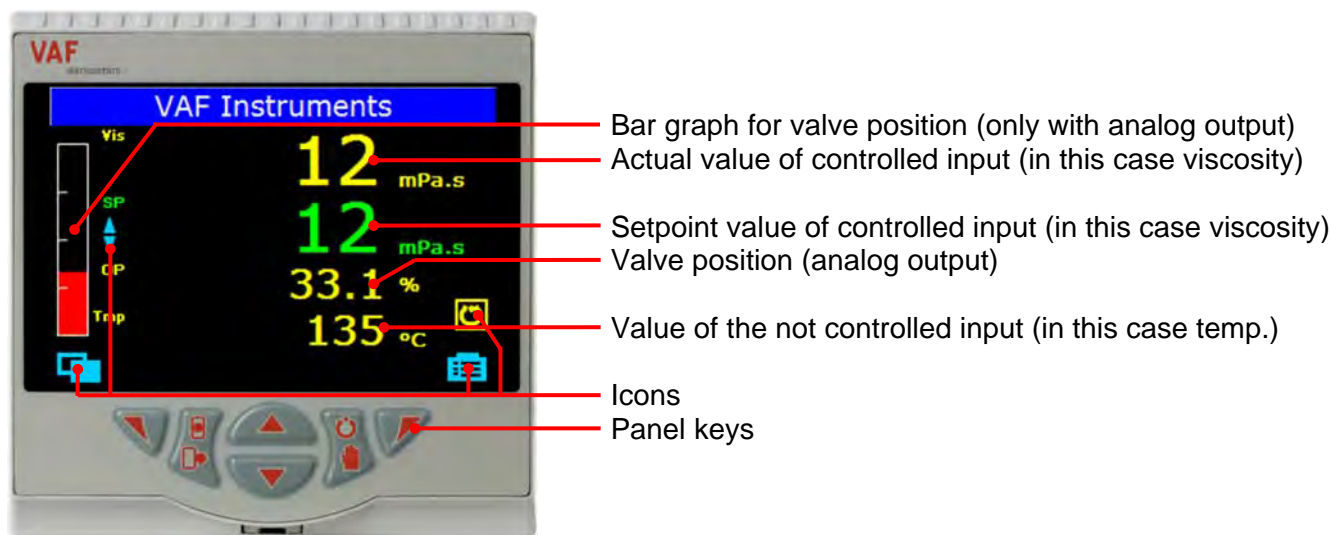 VAF
VAF Instruments
Vis
12 mPa.s
SP
12 mPa.s
OP
33.1 %
Tmp
135 °C
Bar graph for valve position (only with analog output)
Actual value of controlled input (in this case viscosity)
Setpoint value of controlled input (in this case viscosity)
Valve position (analog output)
Value of the not controlled input (in this case temp.)
Icons
Panel keys